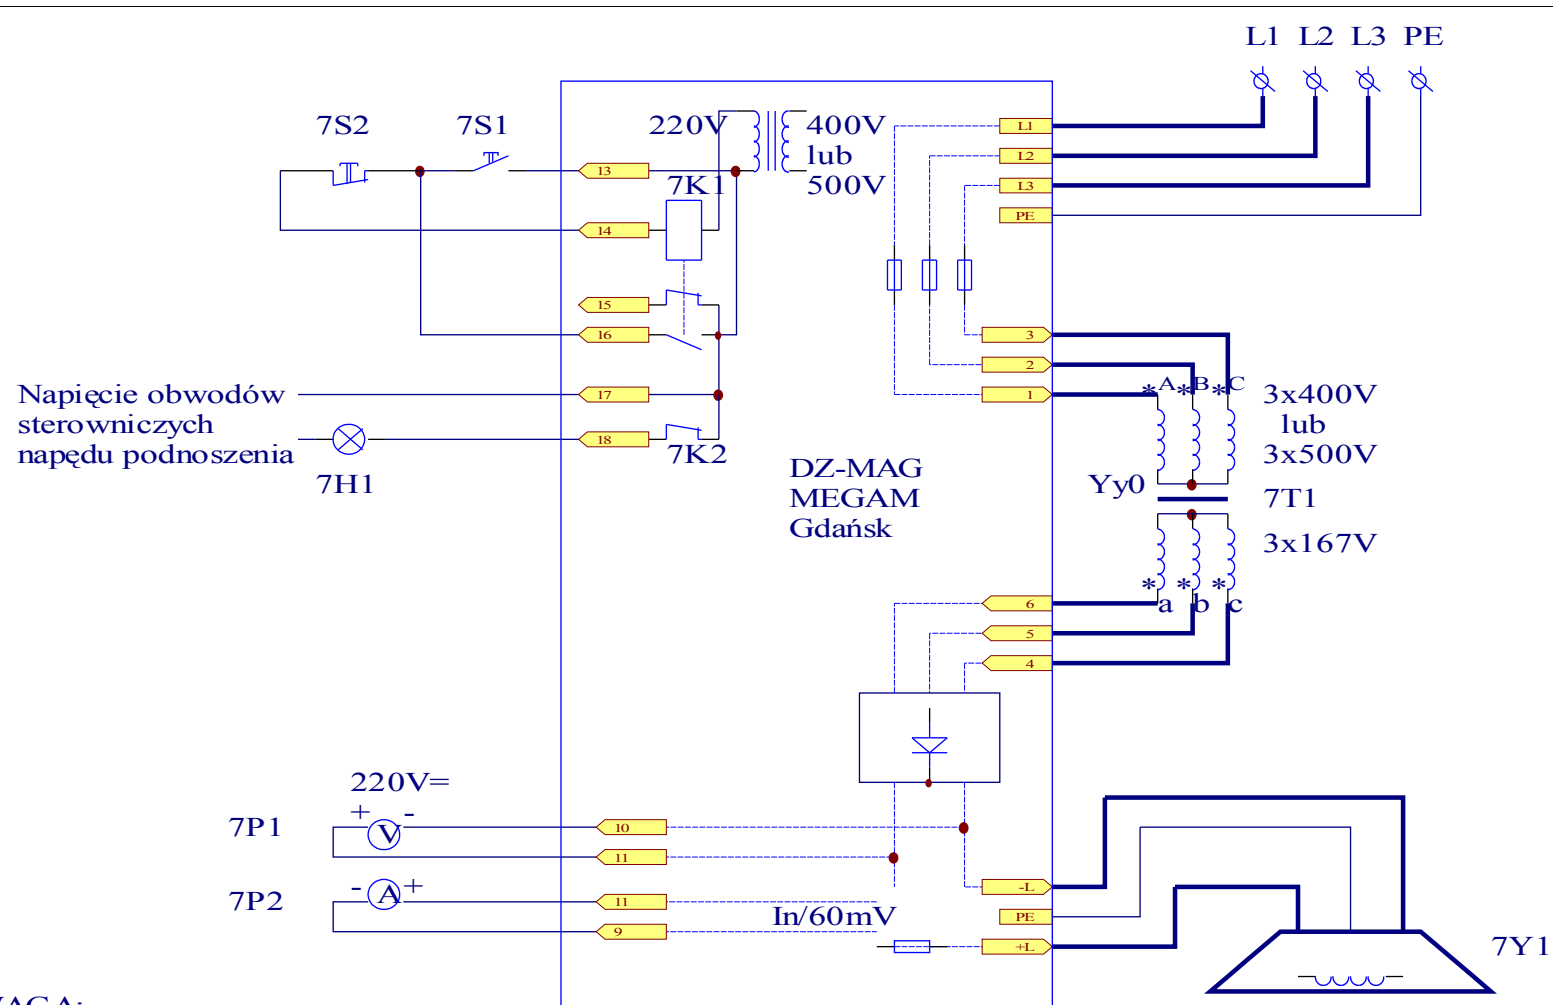 L1 L2 L3 PE
7S2 7S1 220V 400V
lub
500V
7K1
L1
L2
L3
PE
13
14
15
16
17
18
3
2
1
Napięcie obwodów
sterowniczych
napędu podnoszenia
7H1
7K2
*A *B *C
3x400V
lub
3x500V
DZ-MAG
MEGAM
Gdańsk
Yy0
7T1
3x167V
* * *
a b c
6
5
4
220V=
+ -
7P1 V
10
11
- +
7P2 A
11
9
In/60mV
-L
PE
+L
7Y1